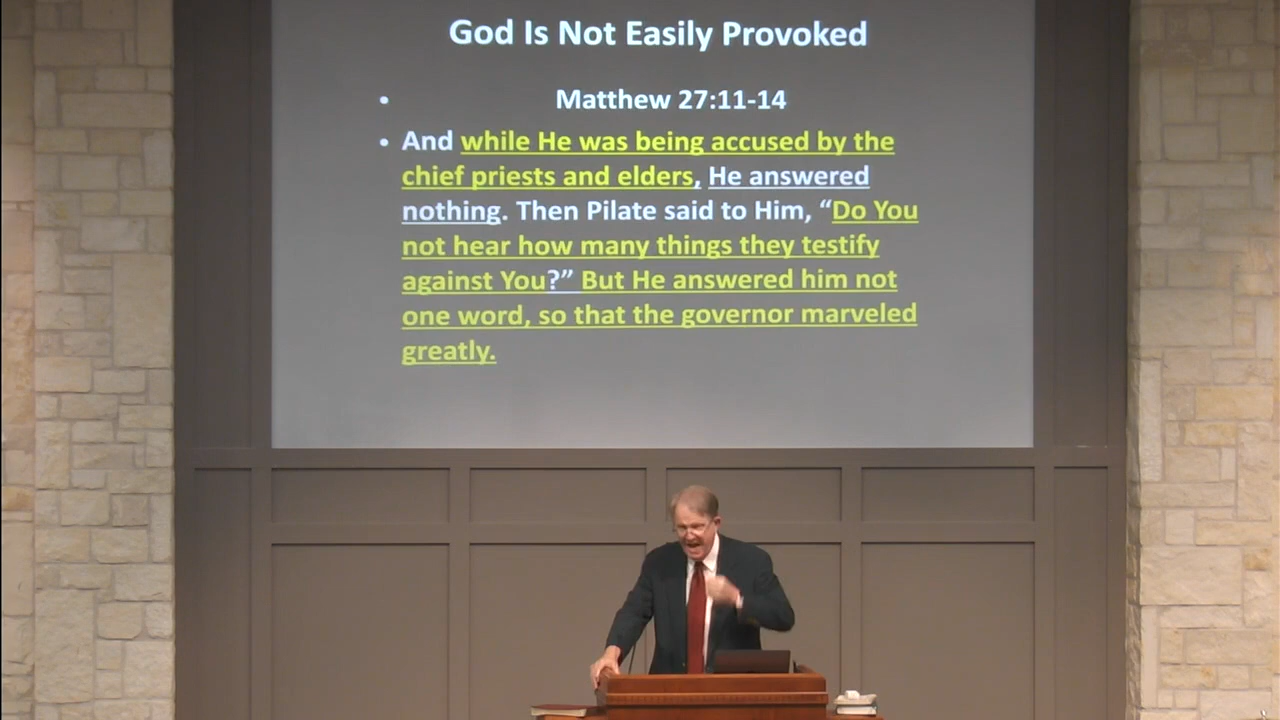 God Is Not Easily Provoked
• Matthew 27:11-14
• And while He was being accused by the
chief priests and elders, He answered
nothing. Then Pilate said to Him, “Do You
not hear how many things they testify
against You?” But He answered him not
one word, so that the governor marveled
greatly.